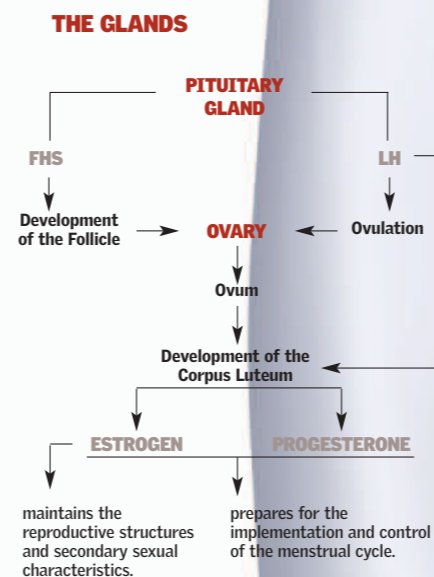 THE GLANDS
PITUITARY
GLAND
FHS
LH
Development
of the Follicle
OVARY
Ovulation
Ovum
Development of the
Corpus Luteum
ESTROGEN
PROGESTERONE
maintains the
reproductive structures
and secondary sexual
characteristics.
prepares for the
implementation and control
of the menstrual cycle.